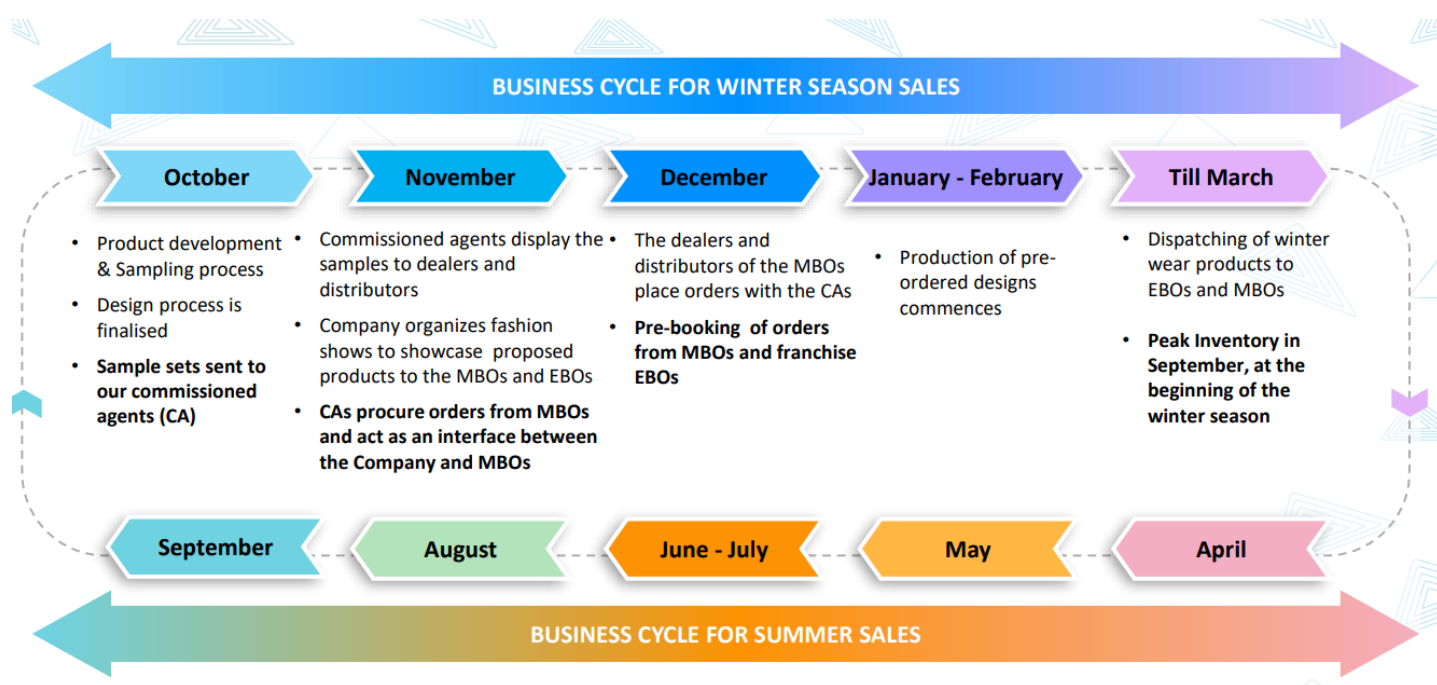 BUSINESS CYCLE FOR WINTER SEASON SALES
October
November
December
January - February
Till March
• Product development
& Sampling process
• Design process is
finalised
• Sample sets sent to
our commissioned
agents (CA)
• Commissioned agents display the
samples to dealers and
distributors
• Company organizes fashion
shows to showcase proposed
products to the MBOs and EBOs
• CAs procure orders from MBOs
and act as an interface between
the Company and MBOs
• The dealers and
distributors of the MBOs
place orders with the CAs
• Pre-booking of orders
from MBOs and franchise
EBOs
• Production of pre-
ordered designs
commences
• Dispatching of winter
wear products to
EBOs and MBOs
• Peak Inventory in
September, at the
beginning of the
winter season
September
August
June - July
May
April
BUSINESS CYCLE FOR SUMMER SALES